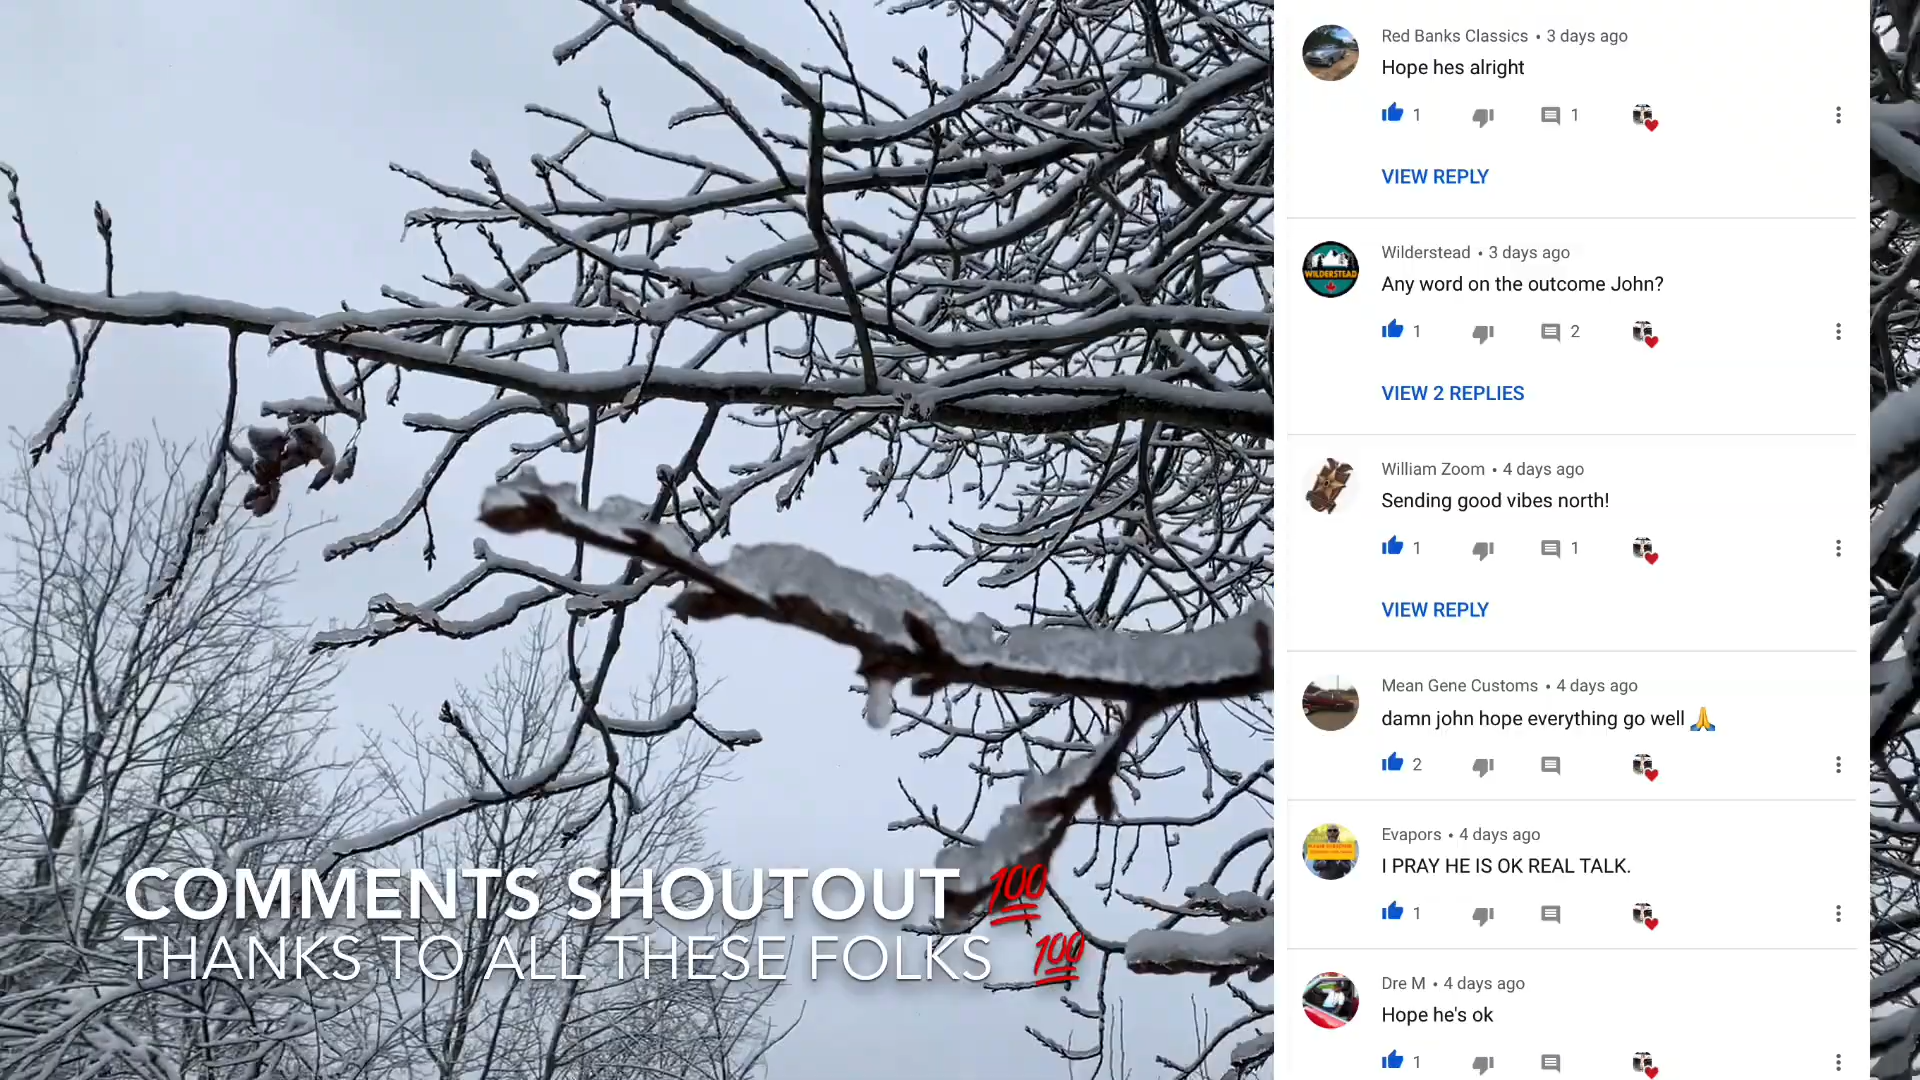 Red Banks Classics • 3 days ago
Hope hes alright
1
1
VIEW REPLY
WILDERSTEAD
Wilderstead • 3 days ago
Any word on the outcome John?
1
2
VIEW 2 REPLIES
William Zoom • 4 days ago
Sending good vibes north!
1
1
VIEW REPLY
Mean Gene Customs • 4 days ago
damn john hope everything go well 🙏
2
Evapors • 4 days ago
I PRAY HE IS OK REAL TALK.
1
Dre M • 4 days ago
Hope he's ok
1
COMMENTS SHOUTOUT 💯
THANKS TO ALL THESE FOLKS 💯